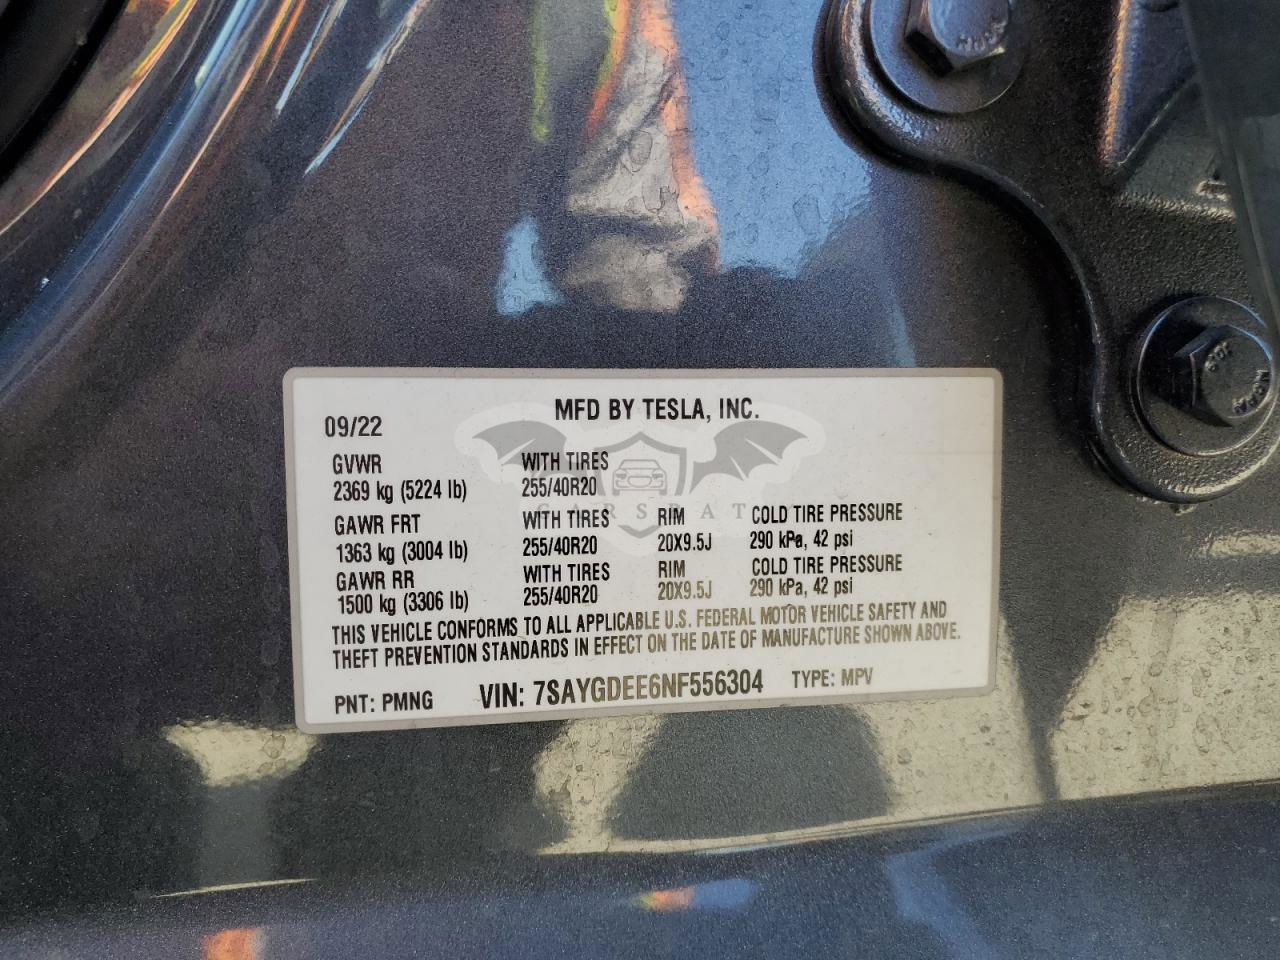 MFD BY TESLA, INC.
09/22
GVWR WITH TIRES
2369 kg (5224 lb) 255/40R20
CARSBAT
GAWR FRT WITH TIRES RIM COLD TIRE PRESSURE
1363 kg (3004 lb) 255/40R20 20X9.5J 290 kPa, 42 psi
GAWR RR WITH TIRES RIM COLD TIRE PRESSURE
1500 kg (3306 lb) 255/40R20 20X9.5J 290 kPa, 42 psi
THIS VEHICLE CONFORMS TO ALL APPLICABLE U.S. FEDERAL MOTOR VEHICLE SAFETY AND
THEFT PREVENTION STANDARDS IN EFFECT ON THE DATE OF MANUFACTURE SHOWN ABOVE.
PNT: PMNG VIN: 7SAYGDEE6NF556304 TYPE: MPV